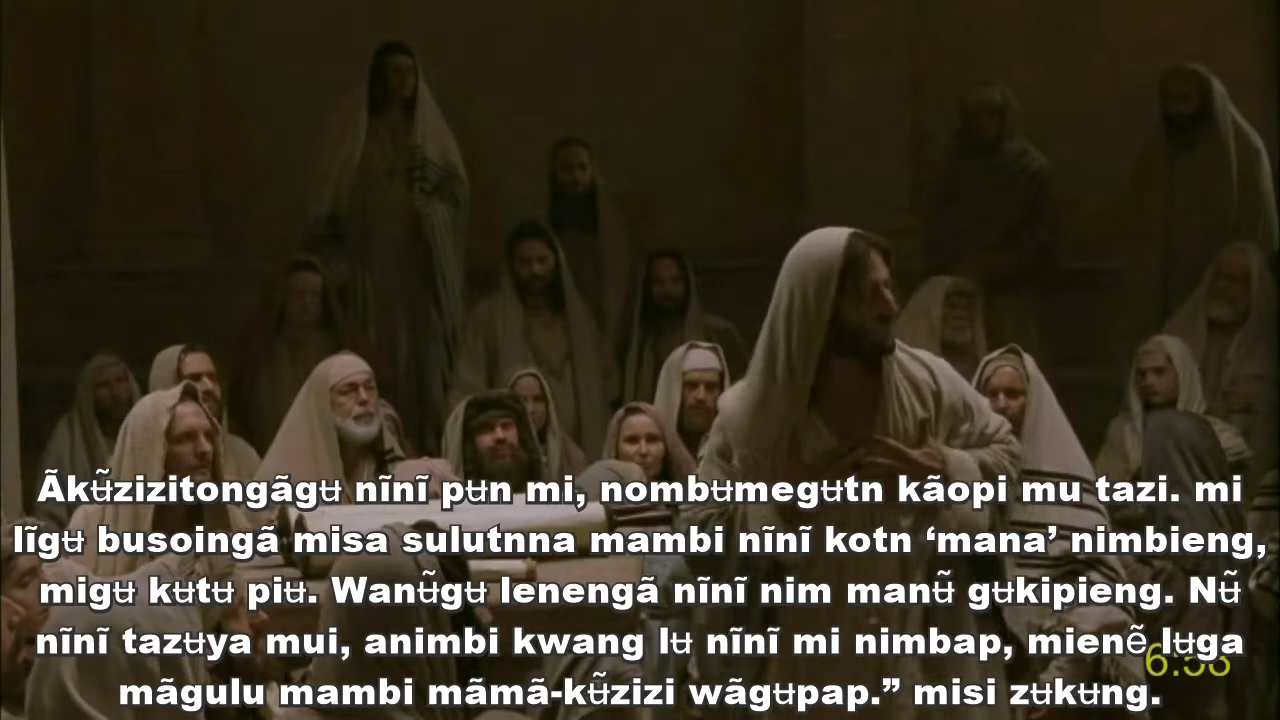 Ãkʉ̃zizitongãgʉ nĩnĩ pʉn mi, nombʉmegʉtn kãopi mu tazi. mi
lĩgʉ busoingã misa sulutnna mambi nĩnĩ kotn ‘mana’ nimbieng,
migʉ kʉtʉ piʉ. Wanʉ̃gʉ lenengã nĩnĩ nim manʉ̃ gʉkipieng. Nʉ̃
nĩnĩ tazʉya mui, animbi kwang lʉ nĩnĩ mi nimbap, mienẽ lʉga
mãgulu mambi mãmã-kʉ̃zizi wãgʉpap.” misi zʉkʉng.
6:58